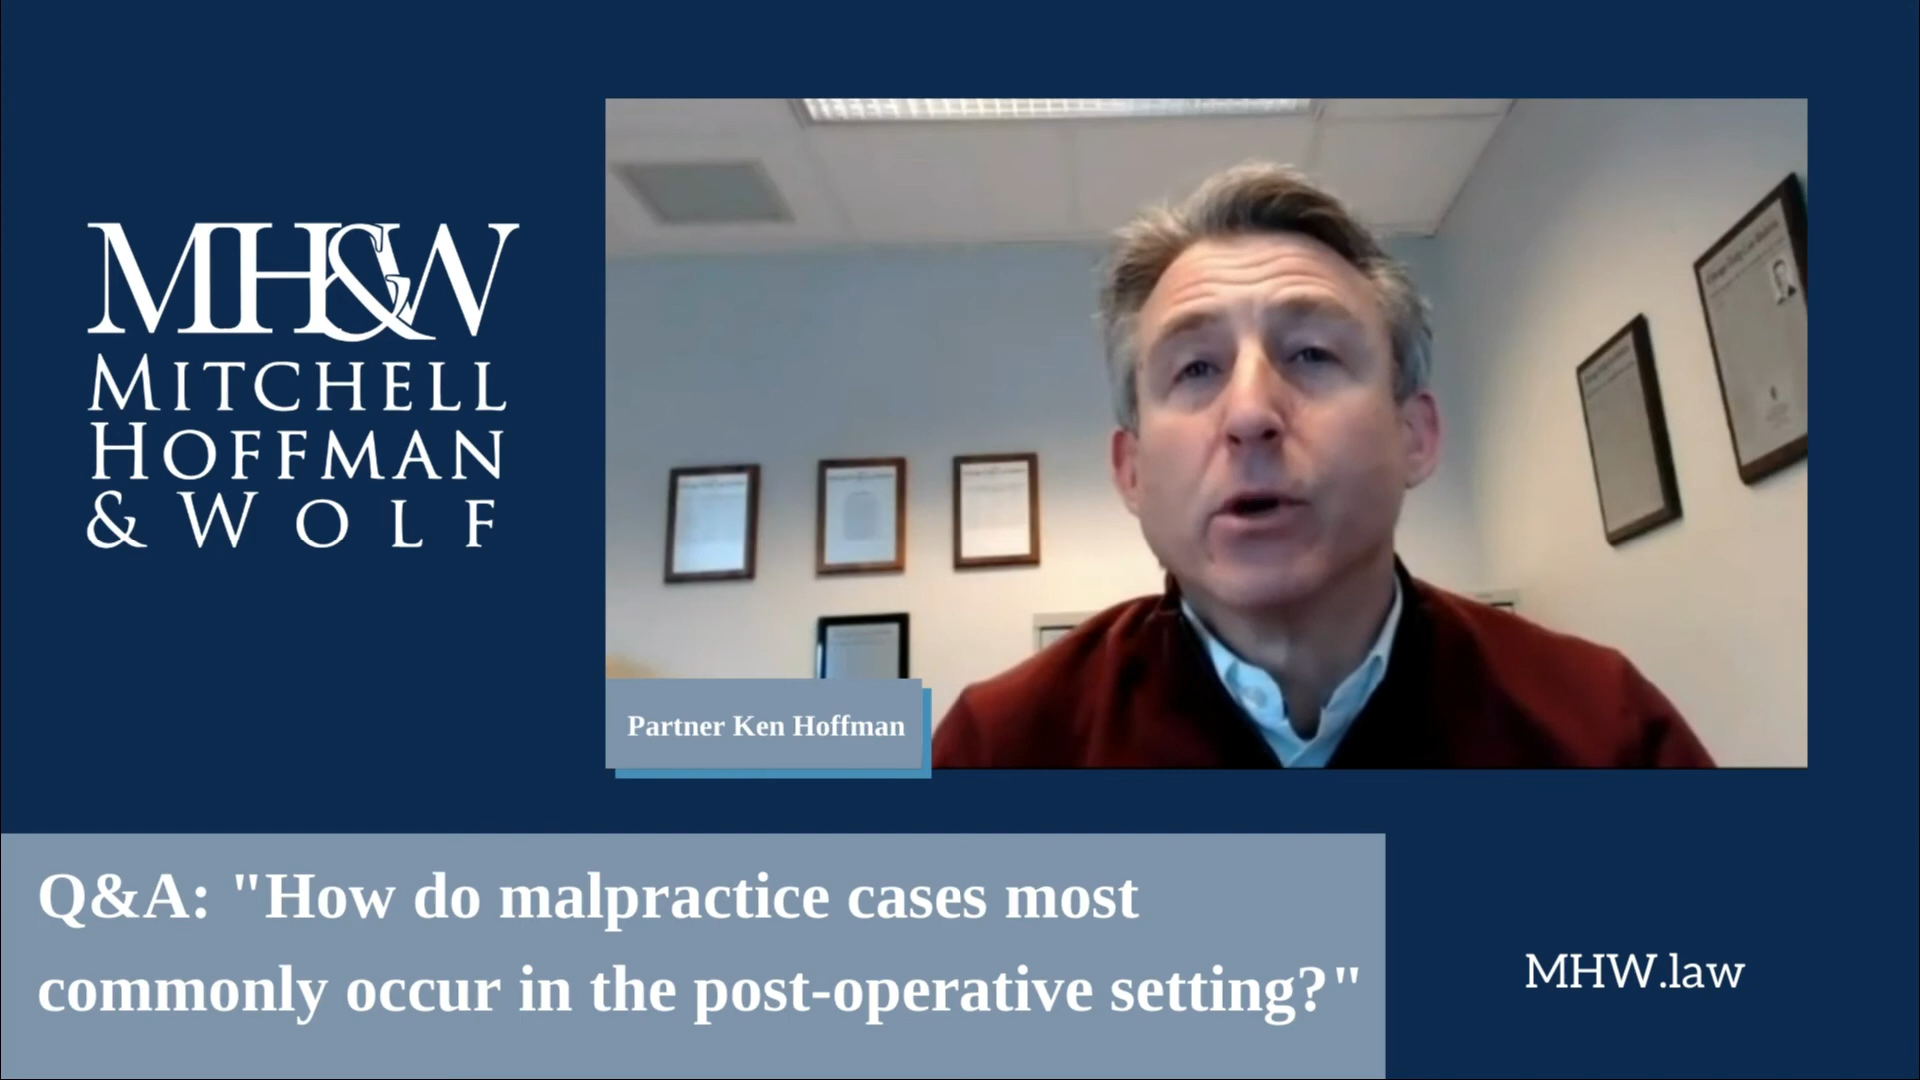 MH&W
MITCHELL
HOFFMAN
& WOLF
Partner Ken Hoffman
Q&A: "How do malpractice cases most
commonly occur in the post-operative setting?"
MHW.law